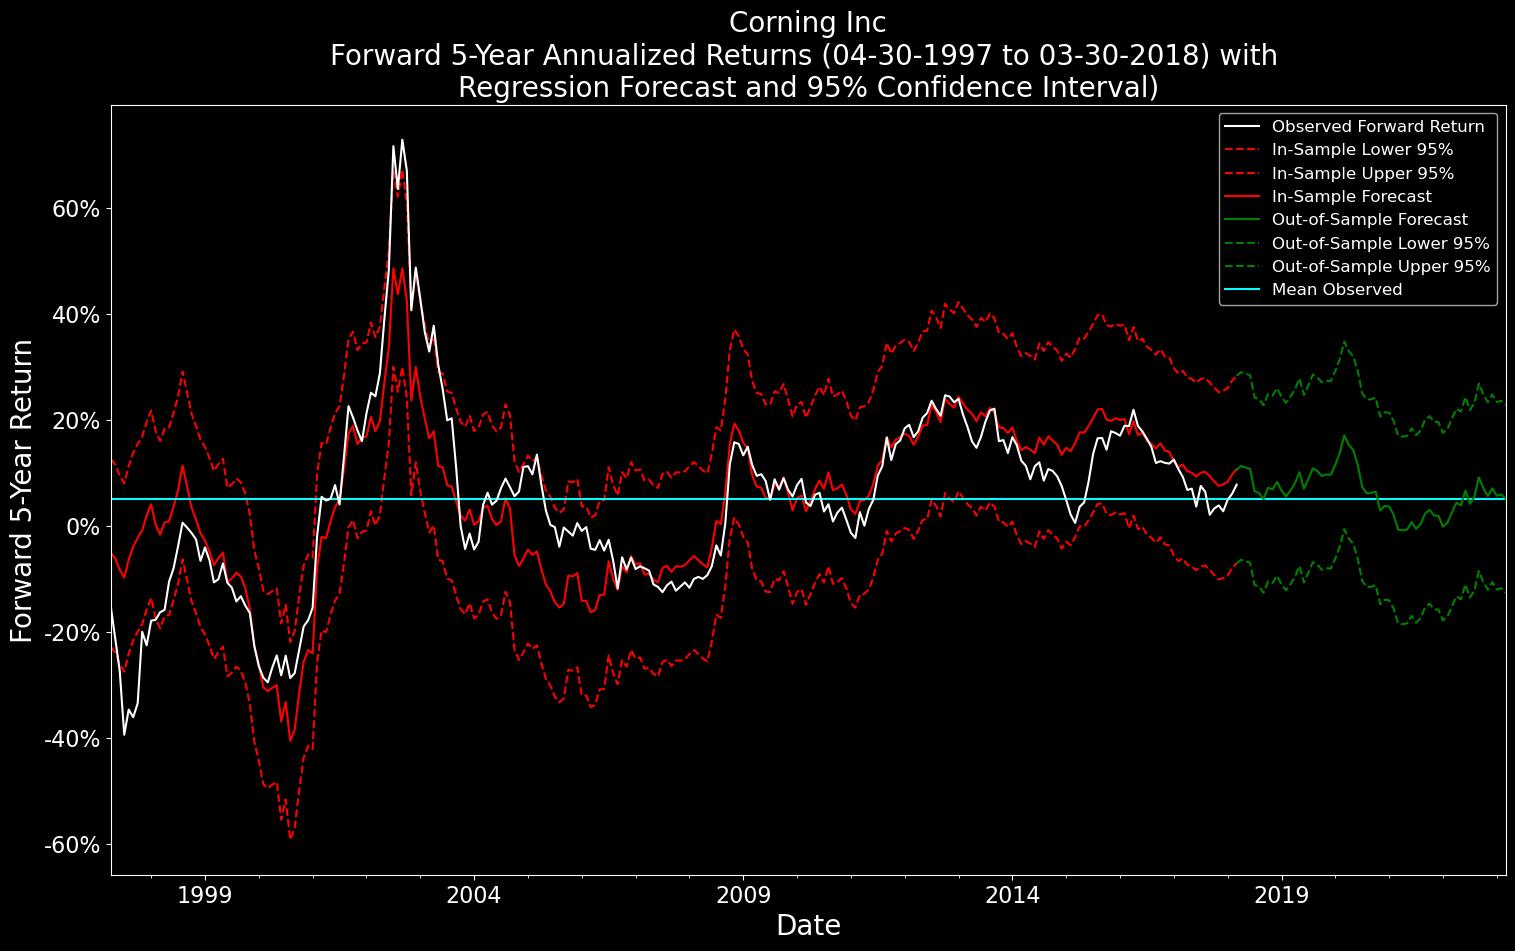 Corning Inc
Forward 5-Year Annualized Returns (04-30-1997 to 03-30-2018) with
Regression Forecast and 95% Confidence Interval)
Observed Forward Return
In-Sample Lower 95%
In-Sample Upper 95%
In-Sample Forecast
Out-of-Sample Forecast
Out-of-Sample Lower 95%
Out-of-Sample Upper 95%
Mean Observed
Forward 5-Year Return
60%
40%
20%
0%
-20%
-40%
-60%
1999 2004 2009 2014 2019
Date